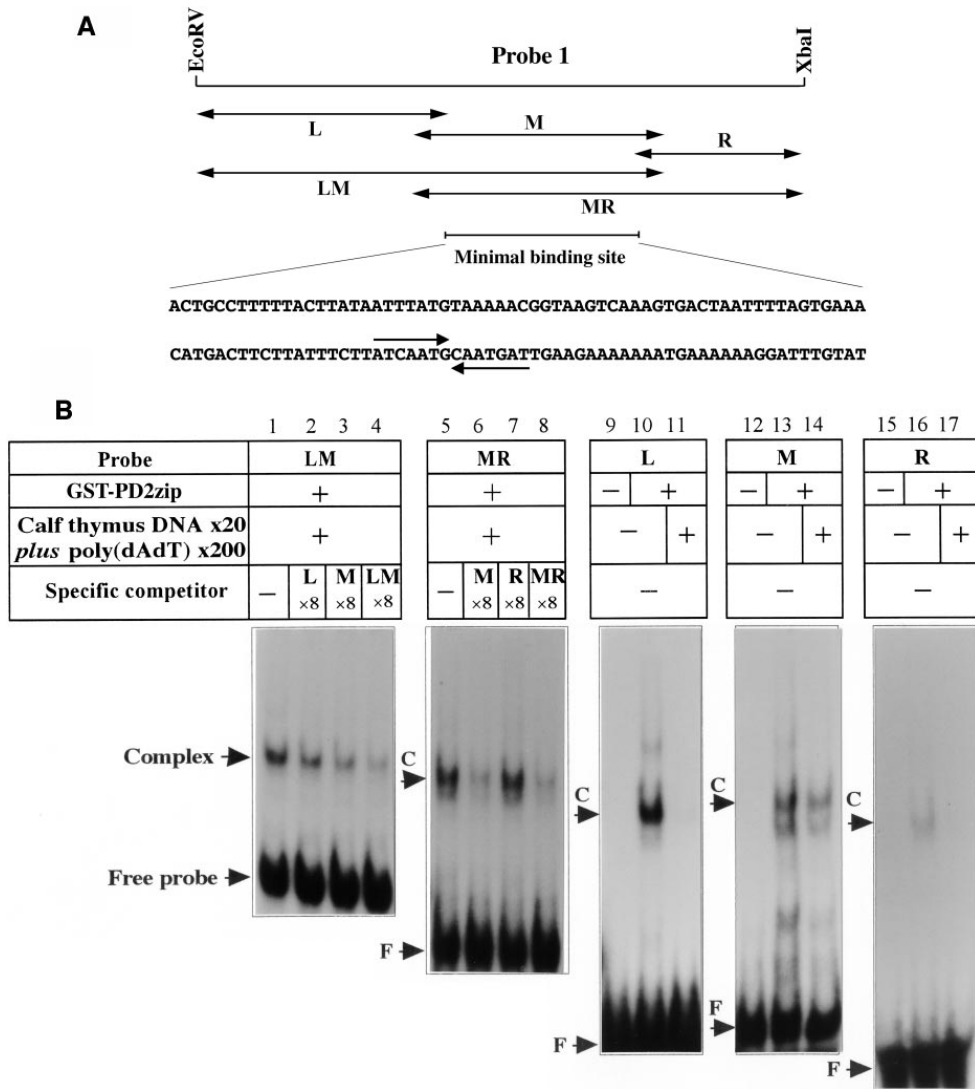 A
EcoRV
Probe 1
XbaI
L
M
R
LM
MR
Minimal binding site
ACTGCCTTTTTACTTATAATTTATGTAAAAACGGTAAGTCAAAGTGACTAATTTTAGTGAAA
CATGACTTCTTATTTCTTATCAATGCAATGATTGAAGAAAAAAATGAAAAAAGGATTTGTAT
B
1 2 3 4 5 6 7 8 9 10 11 12 13 14 15 16 17
Probe LM MR L M R
GST-PD2zip + + − + − + − +
Calf thymus DNA x20
plus poly(dAdT) x200 + + − + − + − +
Specific competitor − L ×8 M ×8 LM ×8 − M ×8 R ×8 MR ×8 − − −
Complex
C
C
C
C
Free probe
F
F
F
F